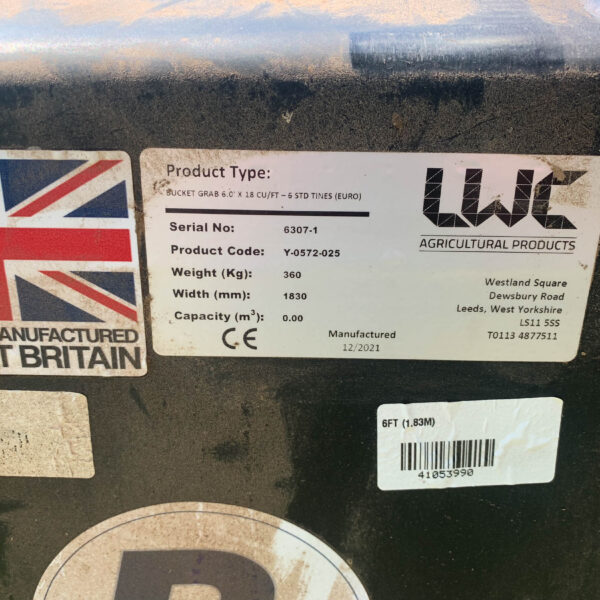 Product Type:
BUCKET GRAB 6.0' X 18 CU/FT – 6 STD TINES (EURO)
Serial No: 6307-1
Product Code: Y-0572-025
Weight (Kg): 360
Width (mm): 1830
Capacity (m³): 0.00
CE
Manufactured
12/2021
LWC
AGRICULTURAL PRODUCTS
Westland Square
Dewsbury Road
Leeds, West Yorkshire
LS11 5SS
T0113 4877511
ANUFACTURED
T BRITAIN
6FT (1.83M)
41053990